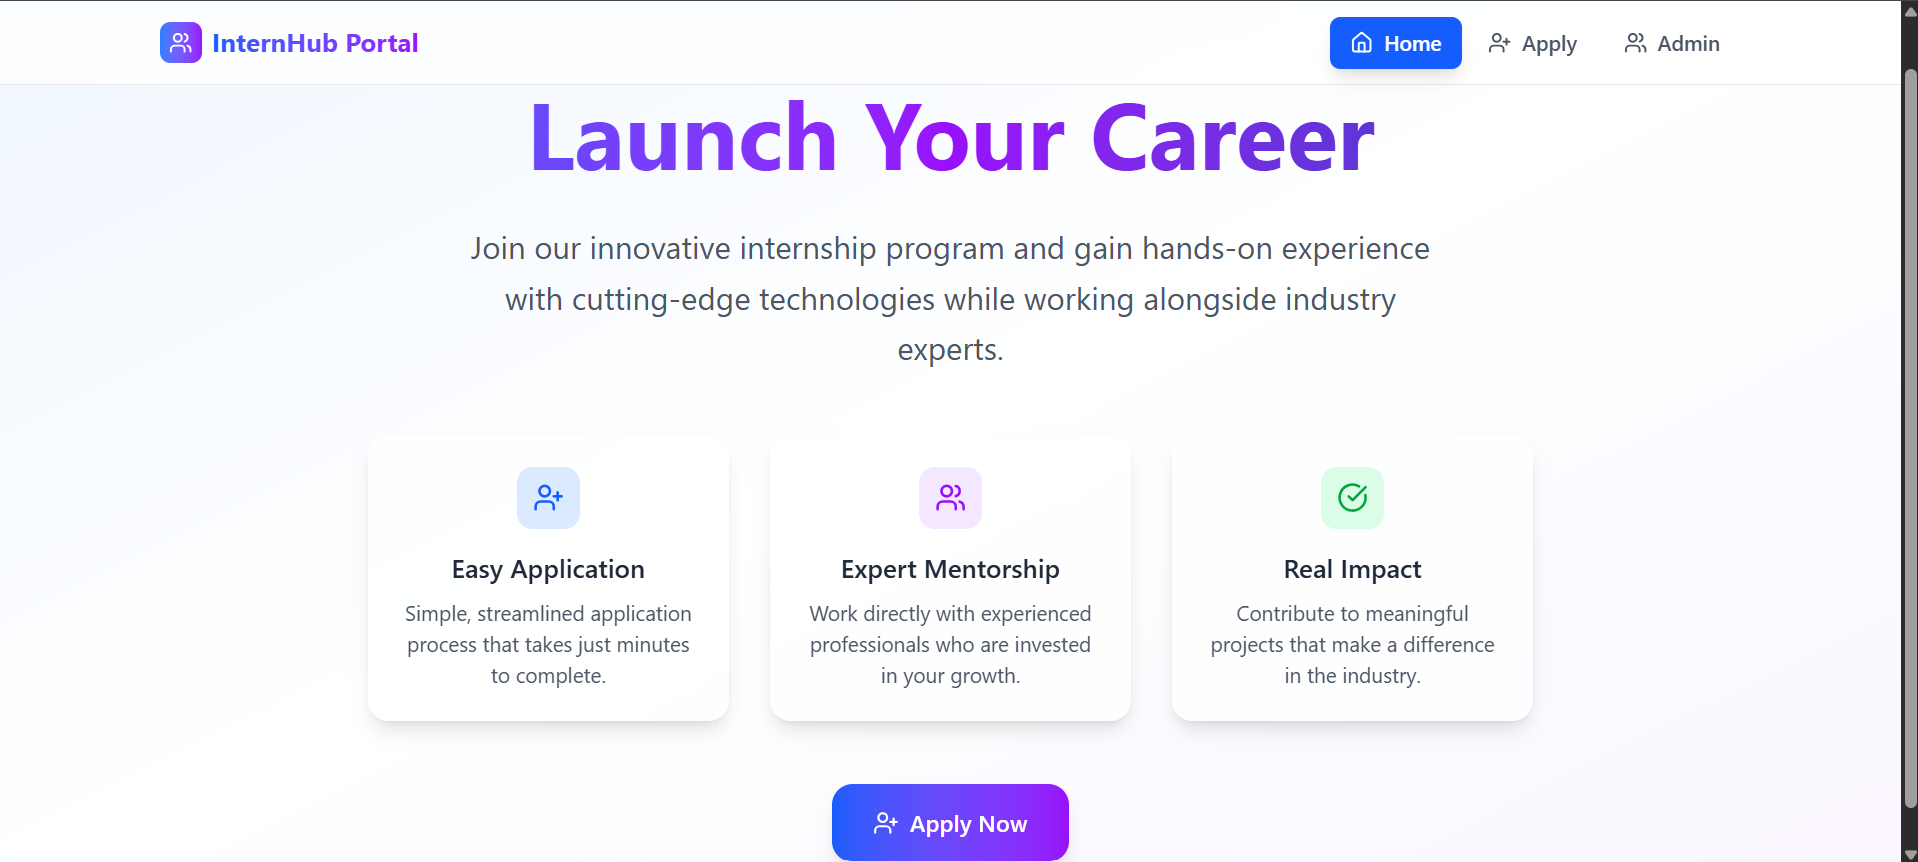 InternHub Portal
Home
Apply
Admin
Launch Your Career
Join our innovative internship program and gain hands-on experience
with cutting-edge technologies while working alongside industry
experts.
Easy Application
Simple, streamlined application
process that takes just minutes
to complete.
Expert Mentorship
Work directly with experienced
professionals who are invested
in your growth.
Real Impact
Contribute to meaningful
projects that make a difference
in the industry.
Apply Now